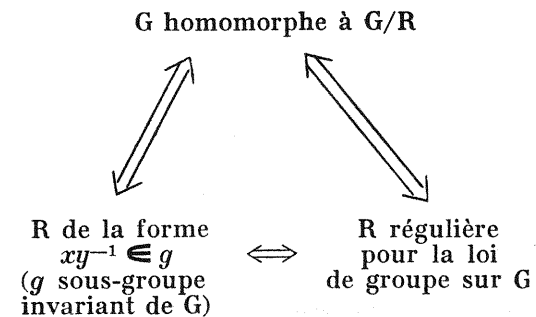 G homomorphe à G/R
R de la forme
xy⁻¹ ∈ g
(g sous-groupe
invariant de G)
⇔
R régulière
pour la loi
de groupe sur G